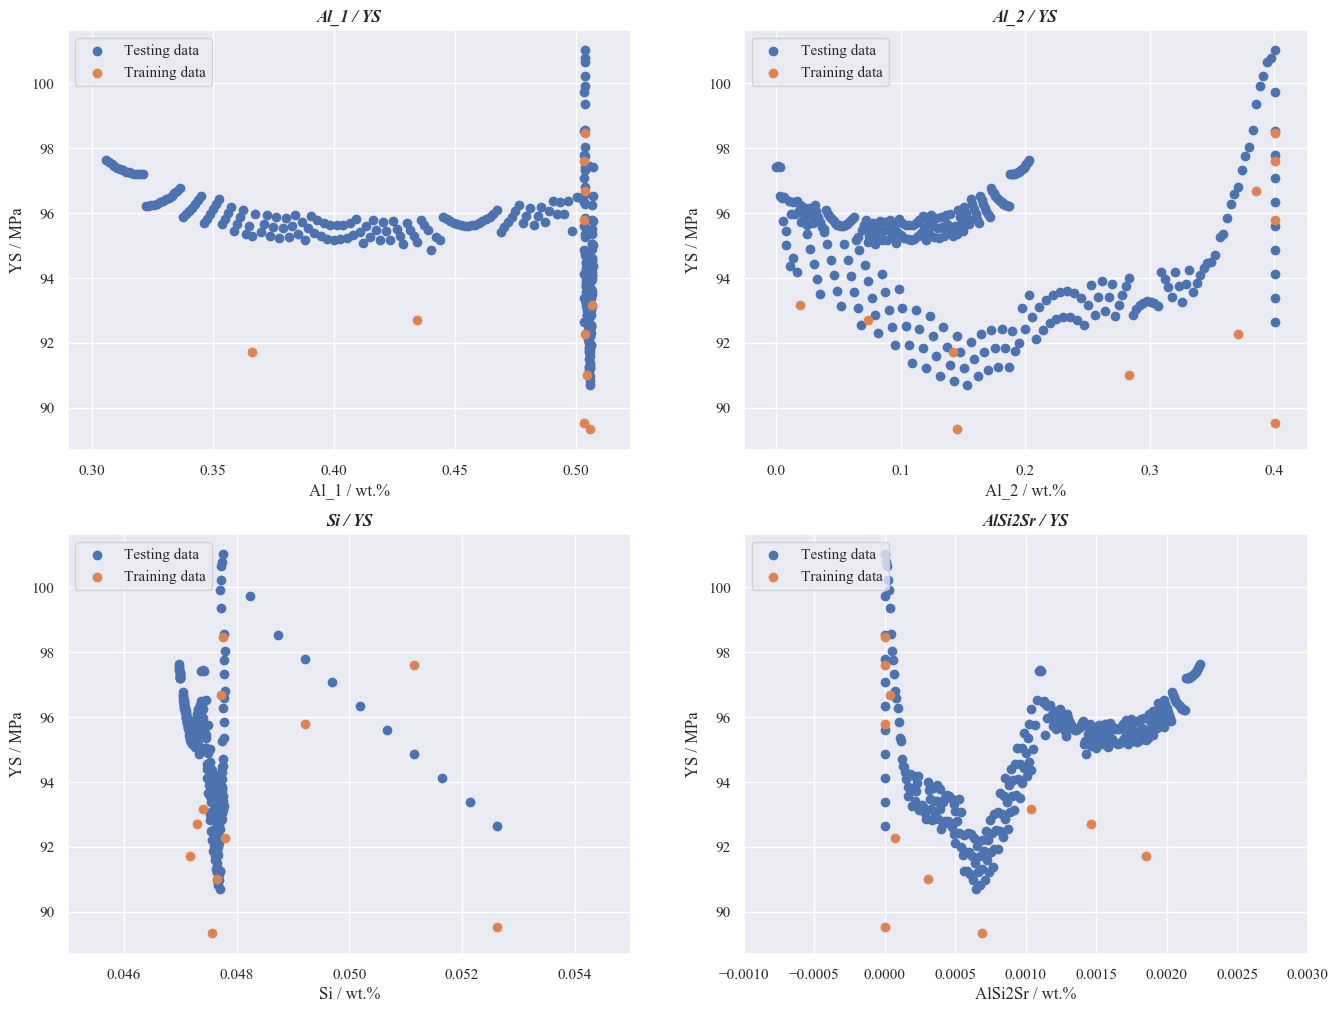 Al_1 / YS
Testing data
Training data
100
98
96
94
92
90
YS / MPa
0.30 0.35 0.40 0.45 0.50
Al_1 / wt.%
Al_2 / YS
Testing data
Training data
100
98
96
94
92
90
YS / MPa
0.0 0.1 0.2 0.3 0.4
Al_2 / wt.%
Si / YS
Testing data
Training data
100
98
96
94
92
90
YS / MPa
0.046 0.048 0.050 0.052 0.054
Si / wt.%
AlSi2Sr / YS
Testing data
Training data
100
98
96
94
92
90
YS / MPa
−0.0010 −0.0005 0.0000 0.0005 0.0010 0.0015 0.0020 0.0025 0.0030
AlSi2Sr / wt.%